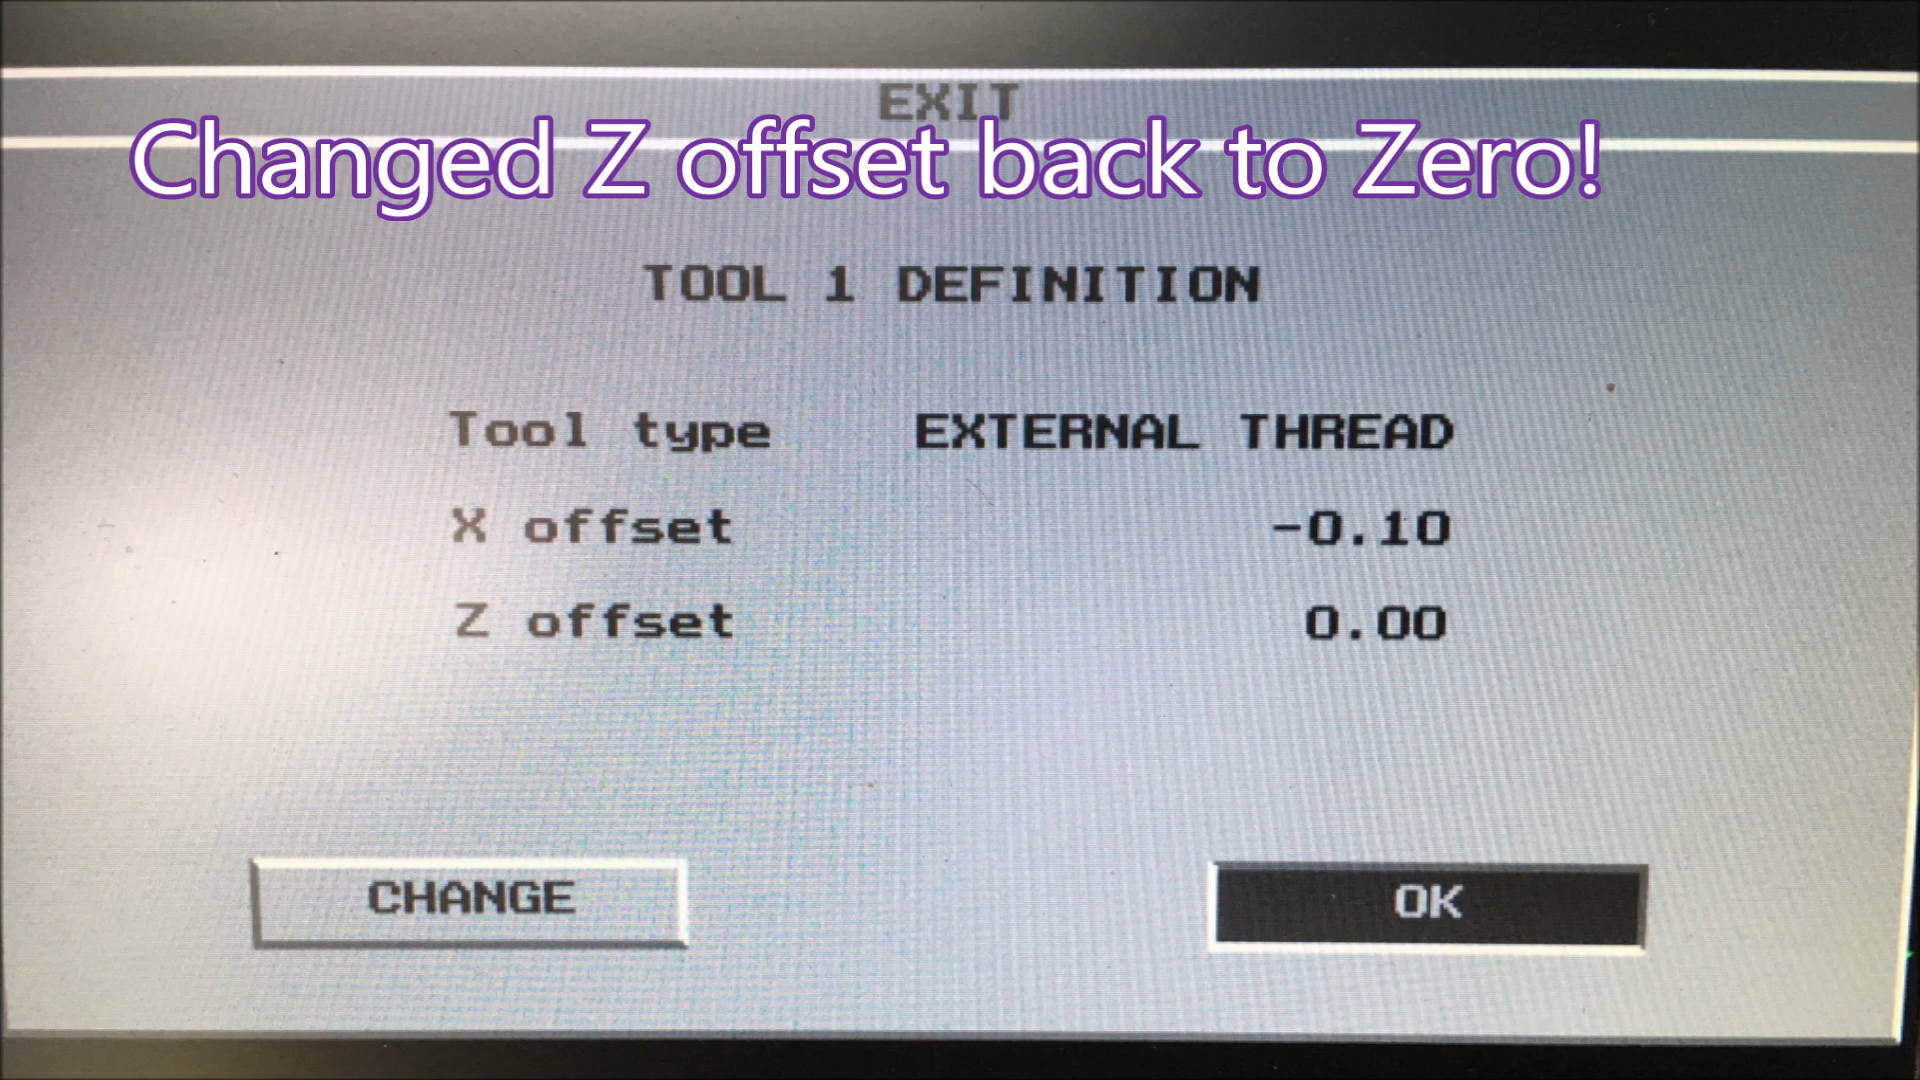 EXIT
Changed Z offset back to Zero!
TOOL 1 DEFINITION
Tool type EXTERNAL THREAD
X offset -0.10
Z offset 0.00
CHANGE OK